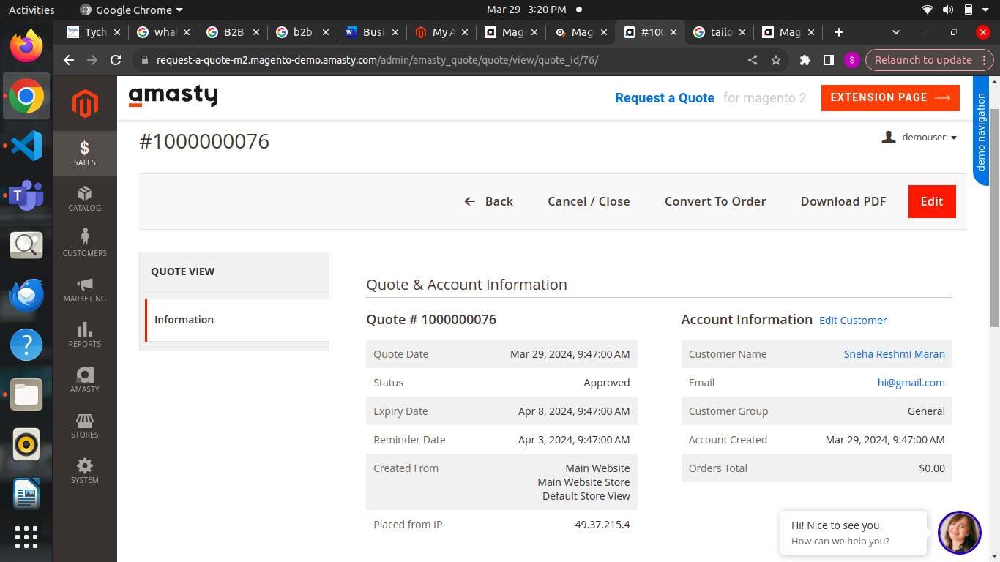 Activities
Google Chrome
Mar 29 3:20 PM
Tych
wha
B2B
b2b
Busi
My A
Mag
Mag
#100
tailo
Mag
request-a-quote-m2.magento-demo.amasty.com/admin/amasty_quote/quote/view/quote_id/76/
S
Relaunch to update
amasty
Request a Quote for magento 2
EXTENSION PAGE
demo navigation
SALES
CATALOG
CUSTOMERS
MARKETING
REPORTS
AMASTY
STORES
SYSTEM
#1000000076
demouser
Back
Cancel / Close
Convert To Order
Download PDF
Edit
QUOTE VIEW
Information
Quote & Account Information
Quote # 1000000076
Quote Date Mar 29, 2024, 9:47:00 AM
Status Approved
Expiry Date Apr 8, 2024, 9:47:00 AM
Reminder Date Apr 3, 2024, 9:47:00 AM
Created From Main Website
Main Website Store
Default Store View
Placed from IP 49.37.215.4
Account Information Edit Customer
Customer Name Sneha Reshmi Maran
Email hi@gmail.com
Customer Group General
Account Created Mar 29, 2024, 9:47:00 AM
Orders Total $0.00
Hi! Nice to see you.
How can we help you?